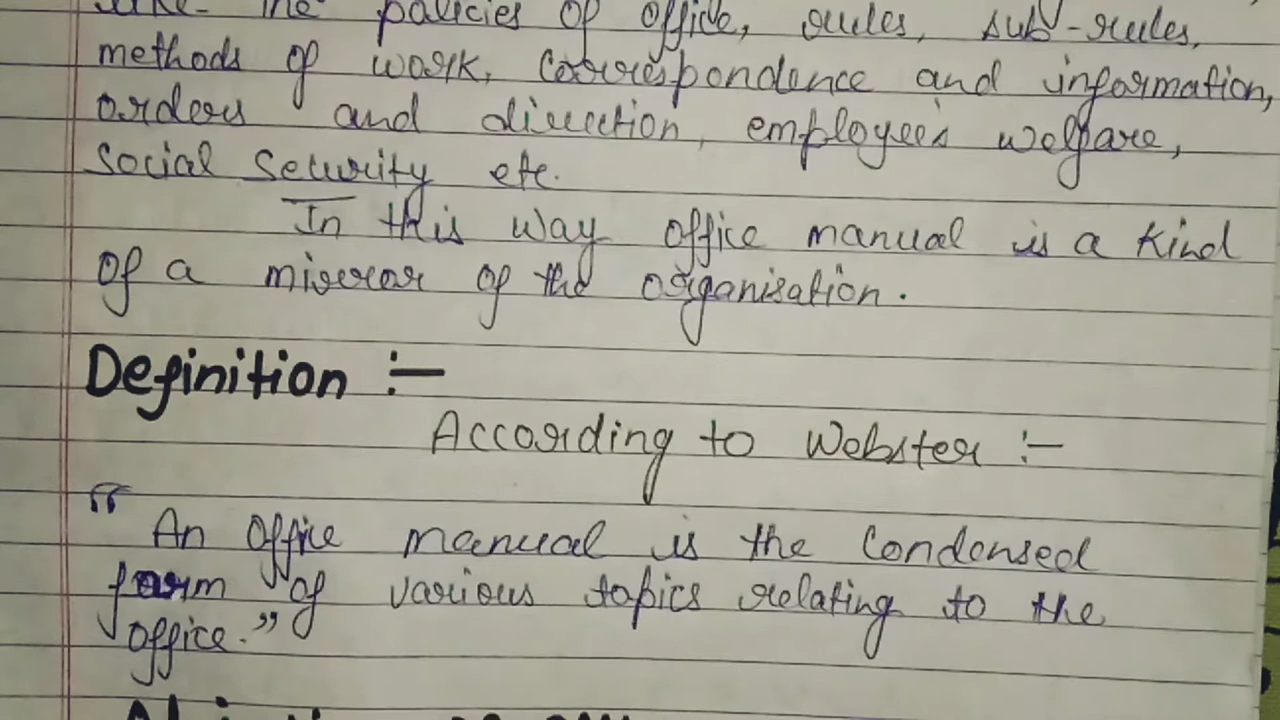 the policies of office, rules, sub-rules,
methods of work, Correspondence and information,
orders and direction, employee's welfare,
Social Security etc.
In this way office manual is a kind
of a mirror of the organisation.
Definition :-
According to Webster :-
"An office manual is the Condensed
form of various topics relating to the
office."